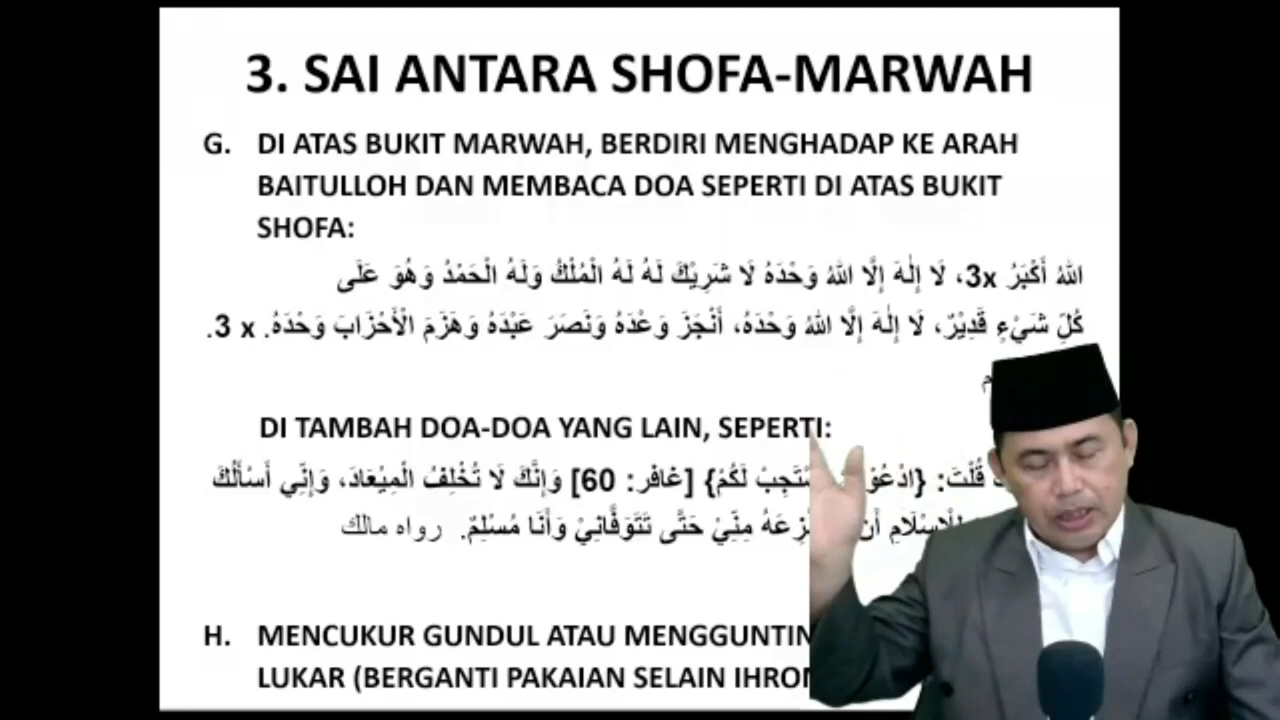 3. SAI ANTARA SHOFA-MARWAH
G. DI ATAS BUKIT MARWAH, BERDIRI MENGHADAP KE ARAH
BAITULLOH DAN MEMBACA DOA SEPERTI DI ATAS BUKIT
SHOFA:
اللهُ أَكْبَرُ 3x، لَا إِلٰهَ إِلَّا اللهُ وَحْدَهُ لَا شَرِيْكَ لَهُ لَهُ الْمُلْكُ وَلَهُ الْحَمْدُ وَهُوَ عَلَى
كُلِّ شَيْءٍ قَدِيْرٌ، لَا إِلٰهَ إِلَّا اللهُ وَحْدَهُ، أَنْجَزَ وَعْدَهُ وَنَصَرَ عَبْدَهُ وَهَزَمَ الْأَحْزَابَ وَحْدَهُ. 3 x.
DI TAMBAH DOA-DOA YANG LAIN, SEPERTI:
قُلْتَ: لَكُمْ} [غافر: 60] وَإِنَّكَ لَا تُخْلِفُ الْمِيْعَادَ، وَإِنِّي أَسْأَلُكَ
أَنْ مِنِّيْ حَتَّى تَتَوَفَّانِيْ وَأَنَا مُسْلِمٌ. رواه مالك
H. MENCUKUR GUNDUL ATAU
LUKAR (BERGANTI PAKAIAN SELAIN